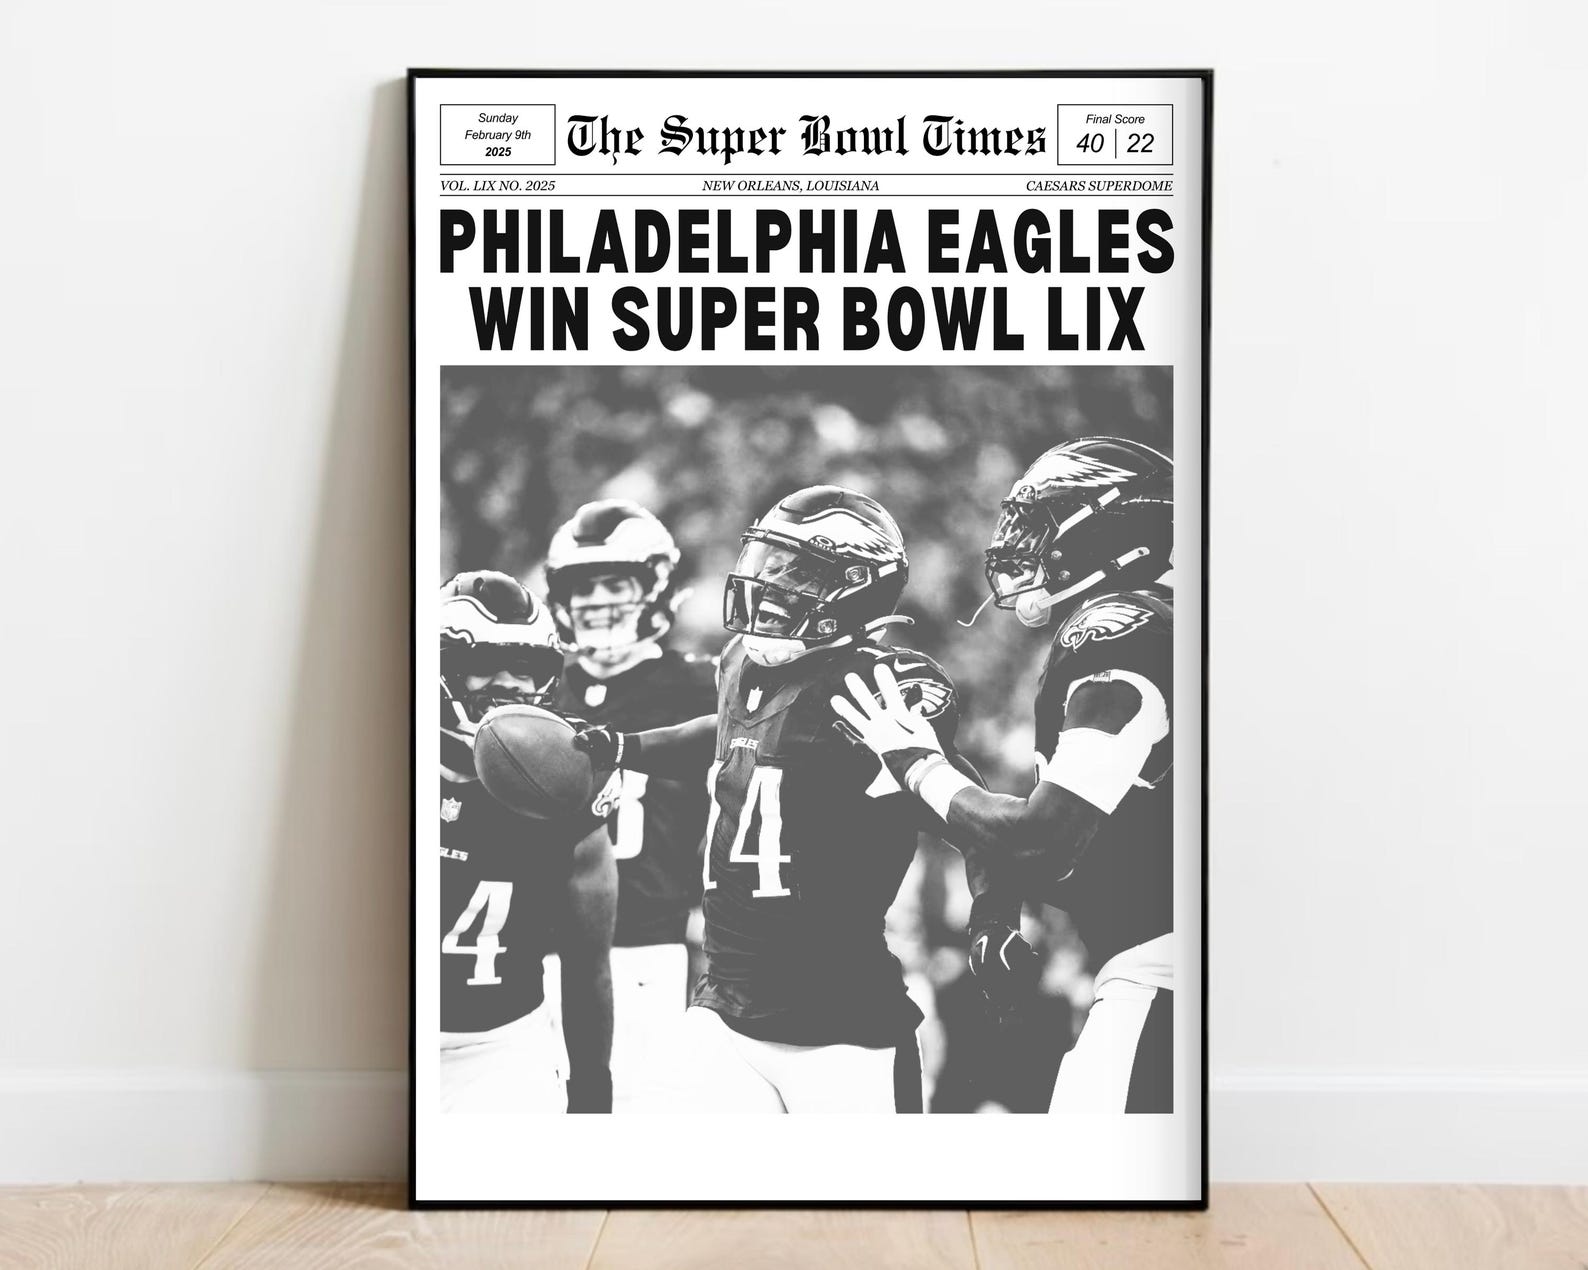 Sunday
February 9th
2025
The Super Bowl Times
Final Score
40 | 22
VOL. LIX NO. 2025
NEW ORLEANS, LOUISIANA
CAESARS SUPERDOME
PHILADELPHIA EAGLES
WIN SUPER BOWL LIX
EAGLES
14
4